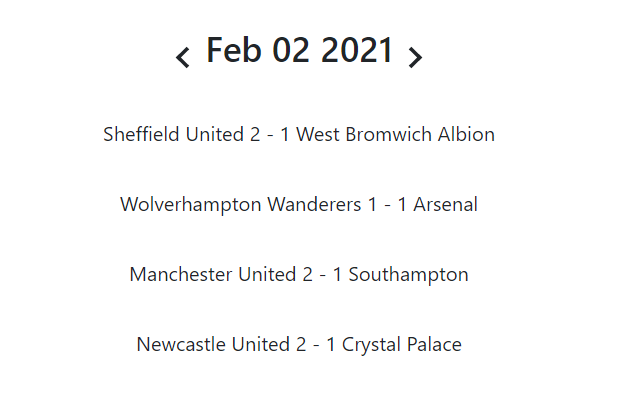 Feb 02 2021
Sheffield United 2 - 1 West Bromwich Albion
Wolverhampton Wanderers 1 - 1 Arsenal
Manchester United 2 - 1 Southampton
Newcastle United 2 - 1 Crystal Palace